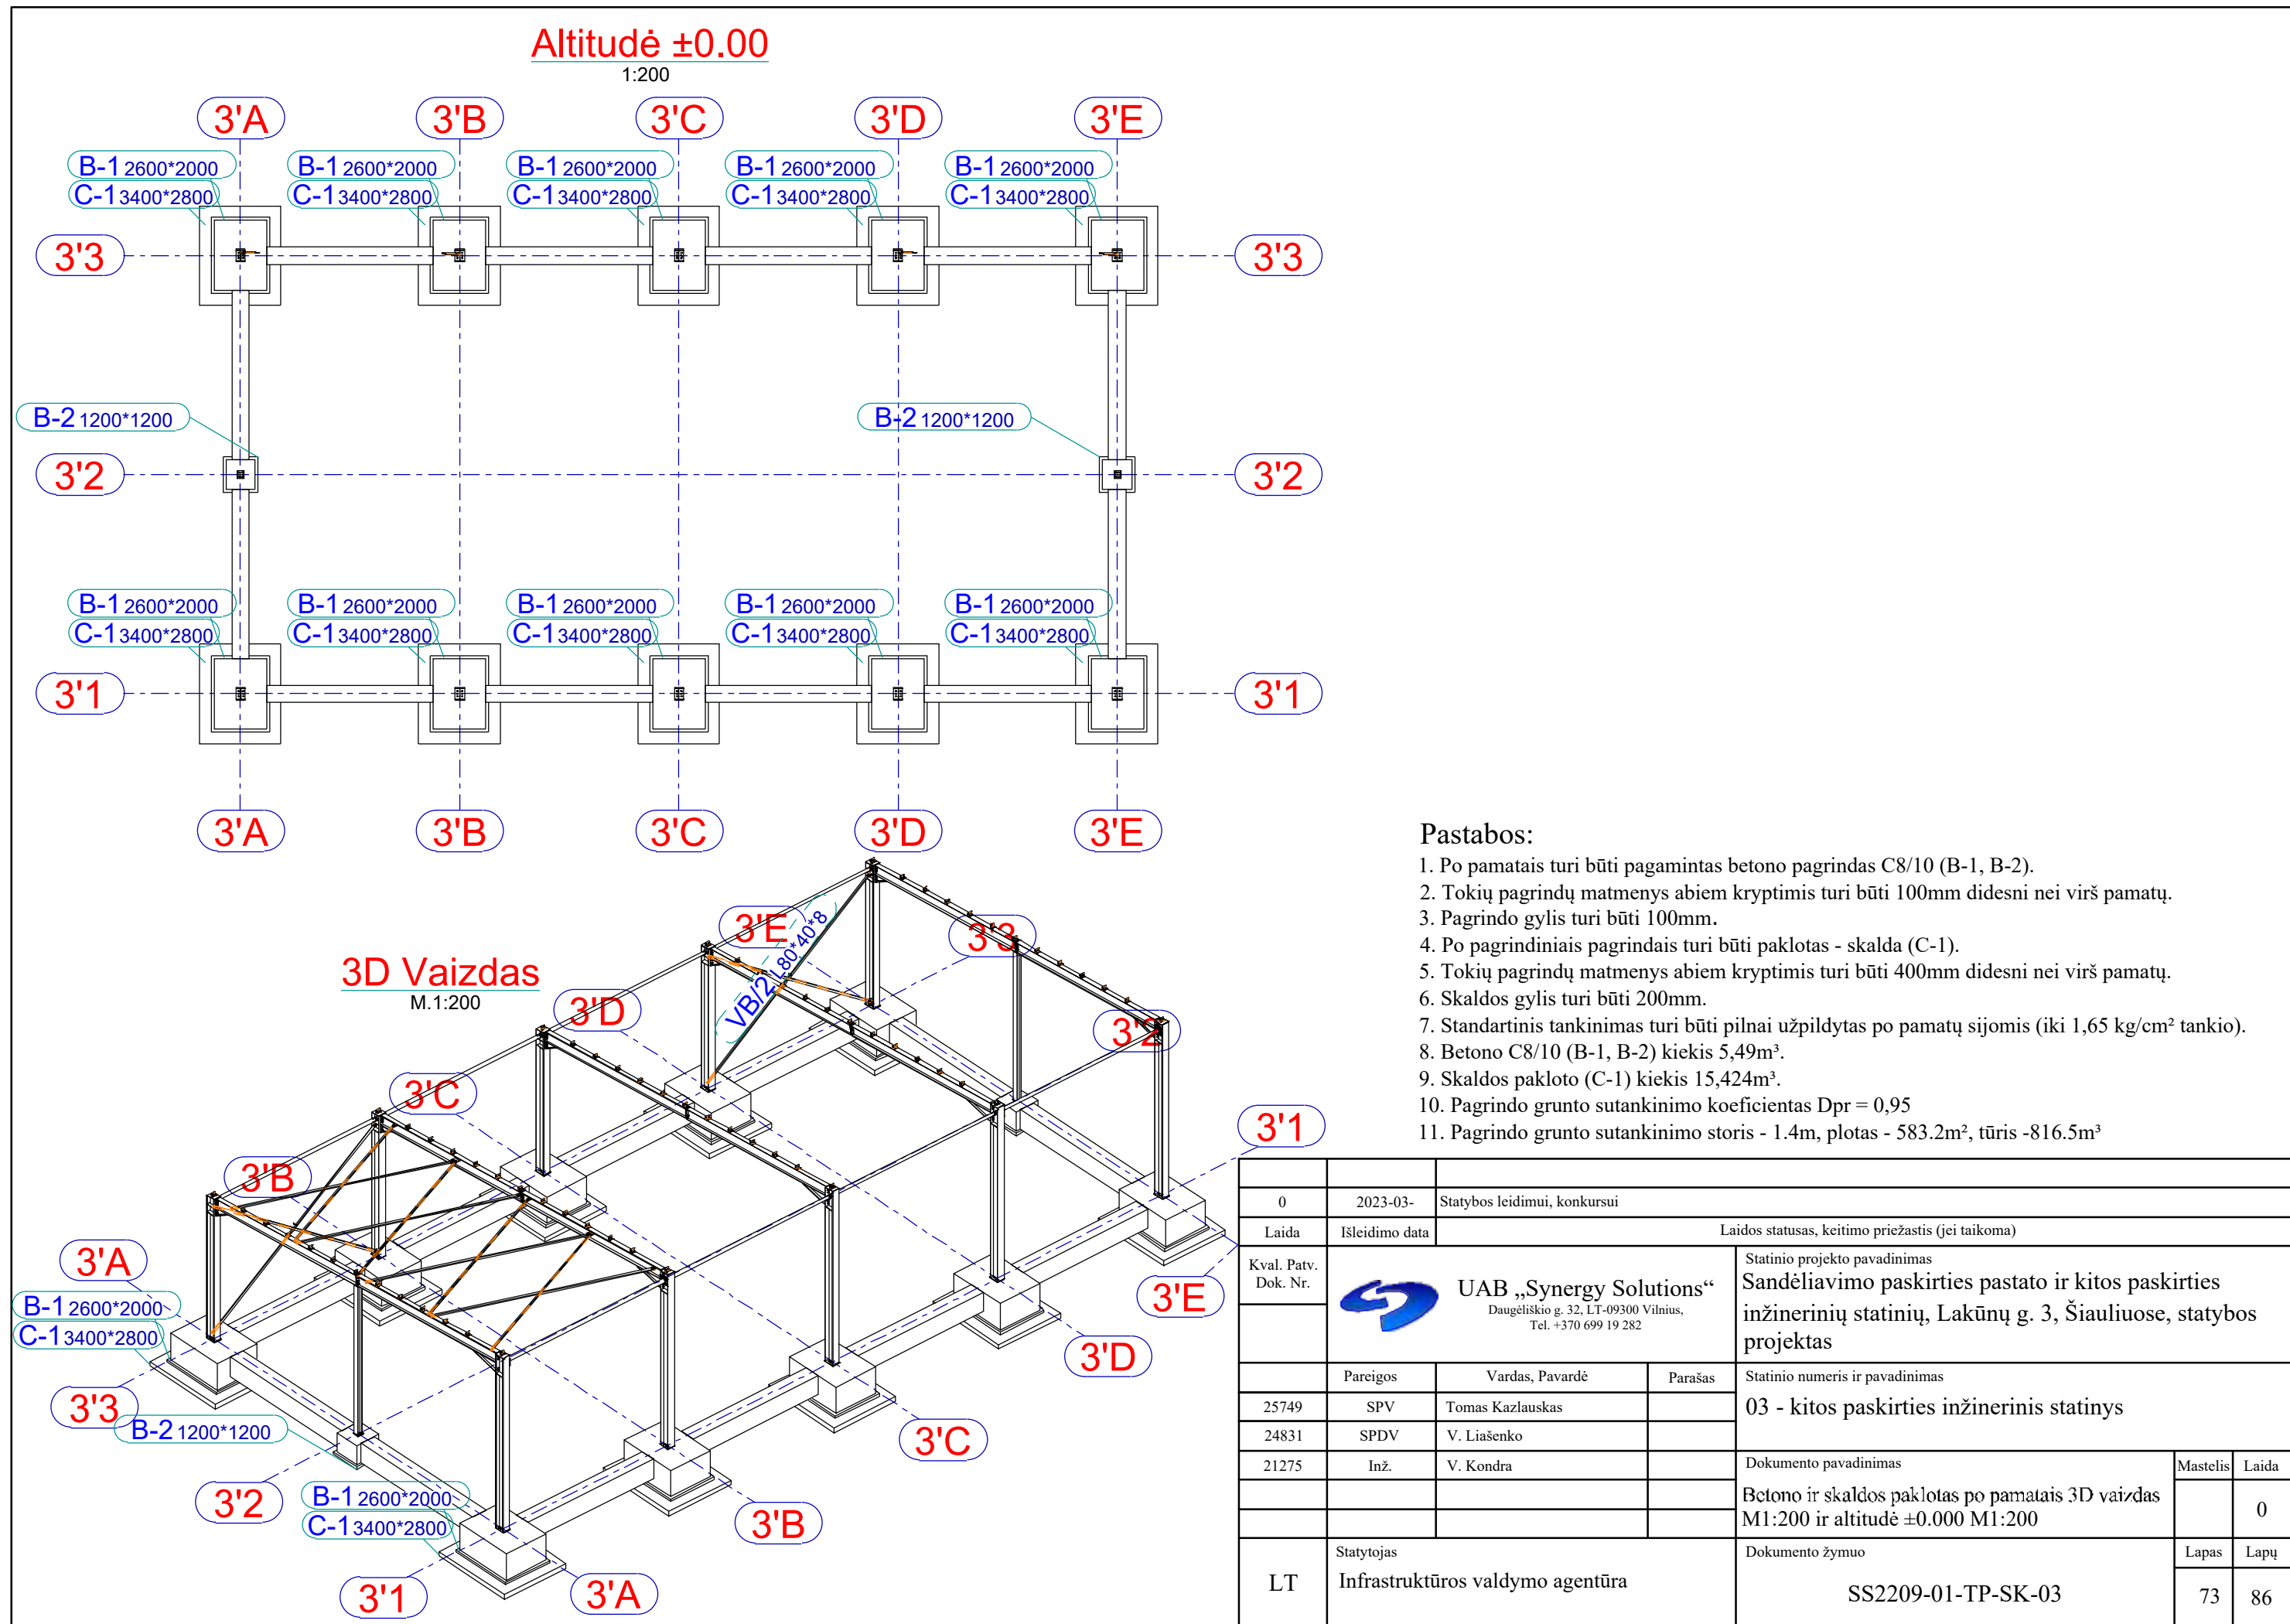 Altitudė ±0.00
1:200
3'A 3'B 3'C 3'D 3'E
B-1 2600*2000 B-1 2600*2000 B-1 2600*2000 B-1 2600*2000 B-1 2600*2000
C-1 3400*2800 C-1 3400*2800 C-1 3400*2800 C-1 3400*2800 C-1 3400*2800
3'3 3'3
B-2 1200*1200 B-2 1200*1200
3'2 3'2
B-1 2600*2000 B-1 2600*2000 B-1 2600*2000 B-1 2600*2000 B-1 2600*2000
C-1 3400*2800 C-1 3400*2800 C-1 3400*2800 C-1 3400*2800 C-1 3400*2800
3'1 3'1
3'A 3'B 3'C 3'D 3'E
3D Vaizdas
M.1:200
3'E
3'3
VB/2 L80*40*8
3'D
3'2
3'C
3'1
3'B
3'A
3'E
B-1 2600*2000
C-1 3400*2800
3'D
3'3
B-2 1200*1200
3'C
3'2
B-1 2600*2000
C-1 3400*2800
3'B
3'1
3'A
Pastabos:
1. Po pamatais turi būti pagamintas betono pagrindas C8/10 (B-1, B-2).
2. Tokių pagrindų matmenys abiem kryptimis turi būti 100mm didesni nei virš pamatų.
3. Pagrindo gylis turi būti 100mm.
4. Po pagrindiniais pagrindais turi būti paklotas - skalda (C-1).
5. Tokių pagrindų matmenys abiem kryptimis turi būti 400mm didesni nei virš pamatų.
6. Skaldos gylis turi būti 200mm.
7. Standartinis tankinimas turi būti pilnai užpildytas po pamatų sijomis (iki 1,65 kg/cm² tankio).
8. Betono C8/10 (B-1, B-2) kiekis 5,49m³.
9. Skaldos pakloto (C-1) kiekis 15,424m³.
10. Pagrindo grunto sutankinimo koeficientas Dpr = 0,95
11. Pagrindo grunto sutankinimo storis - 1.4m, plotas - 583.2m², tūris -816.5m³
0 2023-03- Statybos leidimui, konkursui
Laida Išleidimo data Laidos statusas, keitimo priežastis (jei taikoma)
Kval. Patv.
Dok. Nr.
UAB „Synergy Solutions“
Daugėliškio g. 32, LT-09300 Vilnius,
Tel. +370 699 19 282
Statinio projekto pavadinimas
Sandėliavimo paskirties pastato ir kitos paskirties
inžinerinių statinių, Lakūnų g. 3, Šiauliuose, statybos
projektas
Pareigos Vardas, Pavardė Parašas
25749 SPV Tomas Kazlauskas
24831 SPDV V. Liašenko
21275 Inž. V. Kondra
Statinio numeris ir pavadinimas
03 - kitos paskirties inžinerinis statinys
Dokumento pavadinimas Mastelis Laida
Betono ir skaldos paklotas po pamatais 3D vaizdas
M1:200 ir altitudė ±0.000 M1:200
0
LT
Statytojas
Infrastruktūros valdymo agentūra
Dokumento žymuo Lapas Lapų
SS2209-01-TP-SK-03 73 86